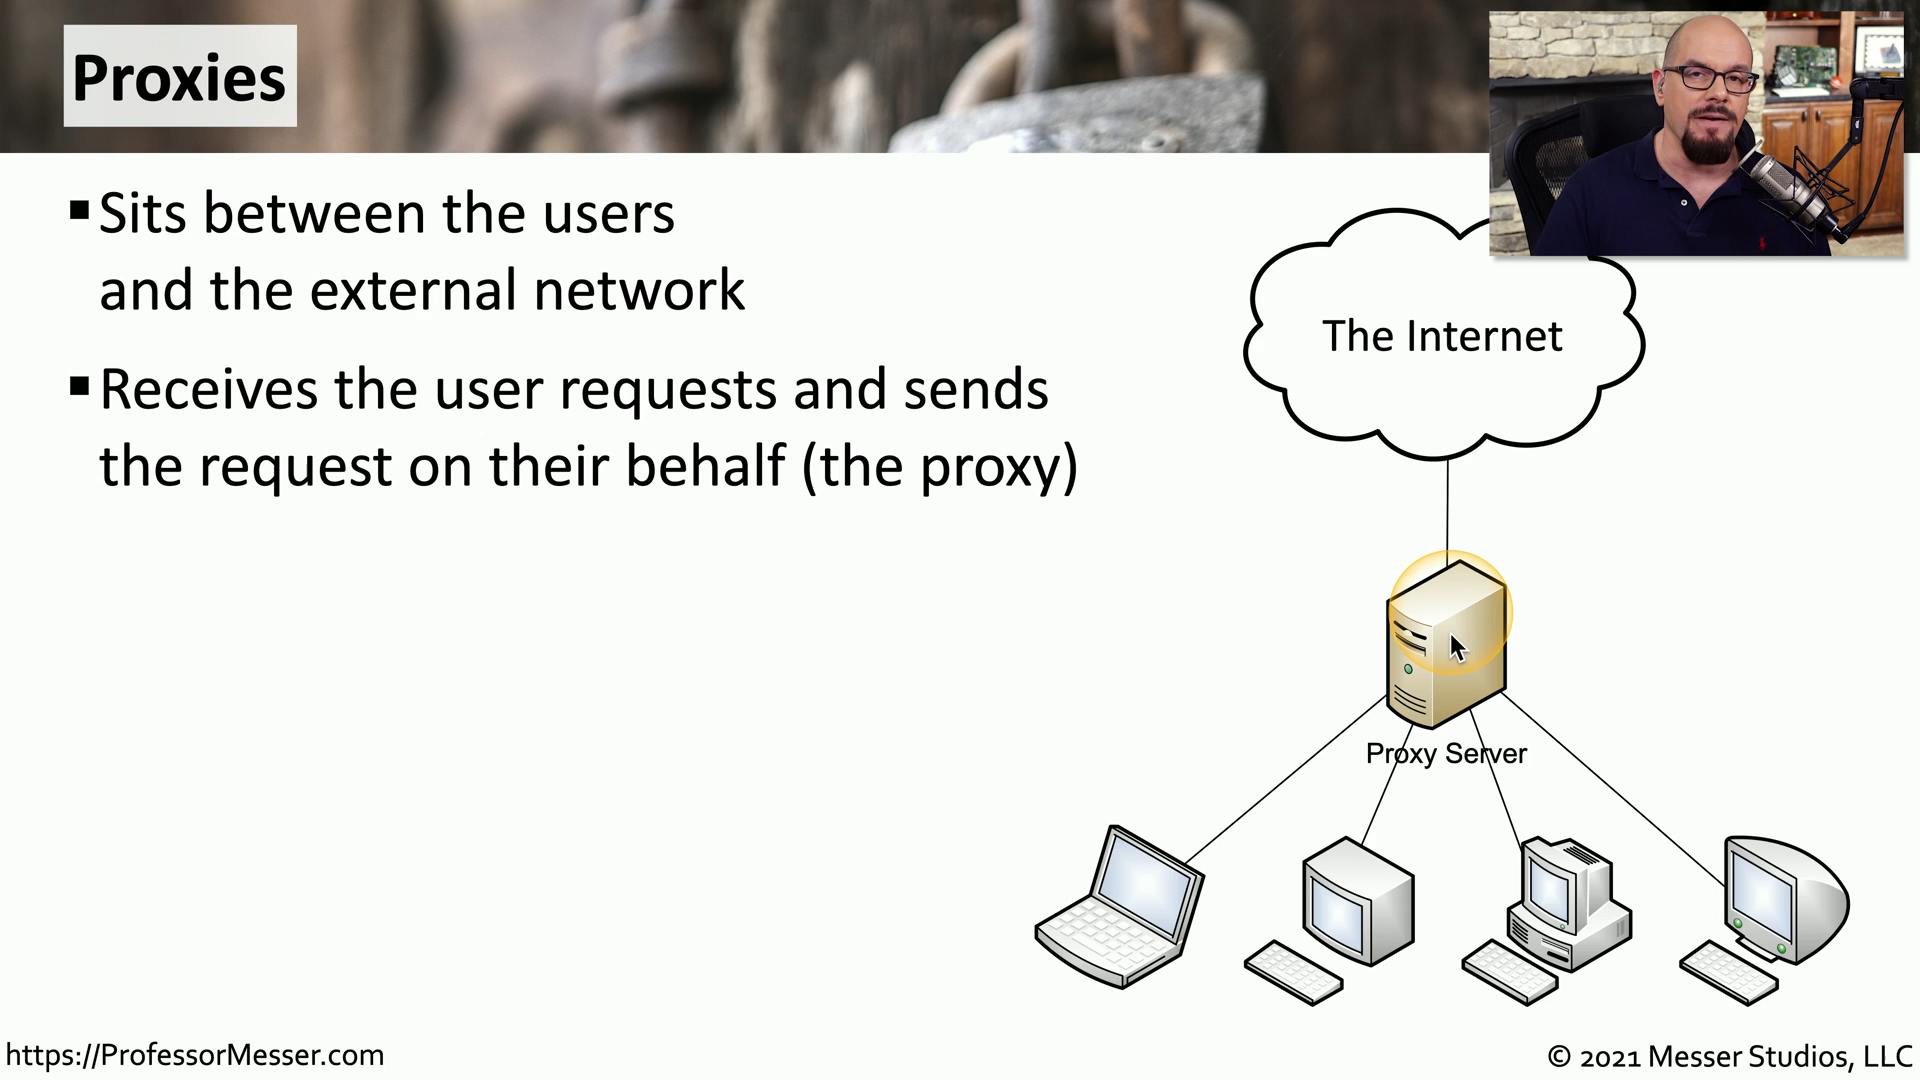 Proxies
▪Sits between the users
and the external network
▪Receives the user requests and sends
the request on their behalf (the proxy)
The Internet
Proxy Server
https://ProfessorMesser.com
© 2021 Messer Studios, LLC